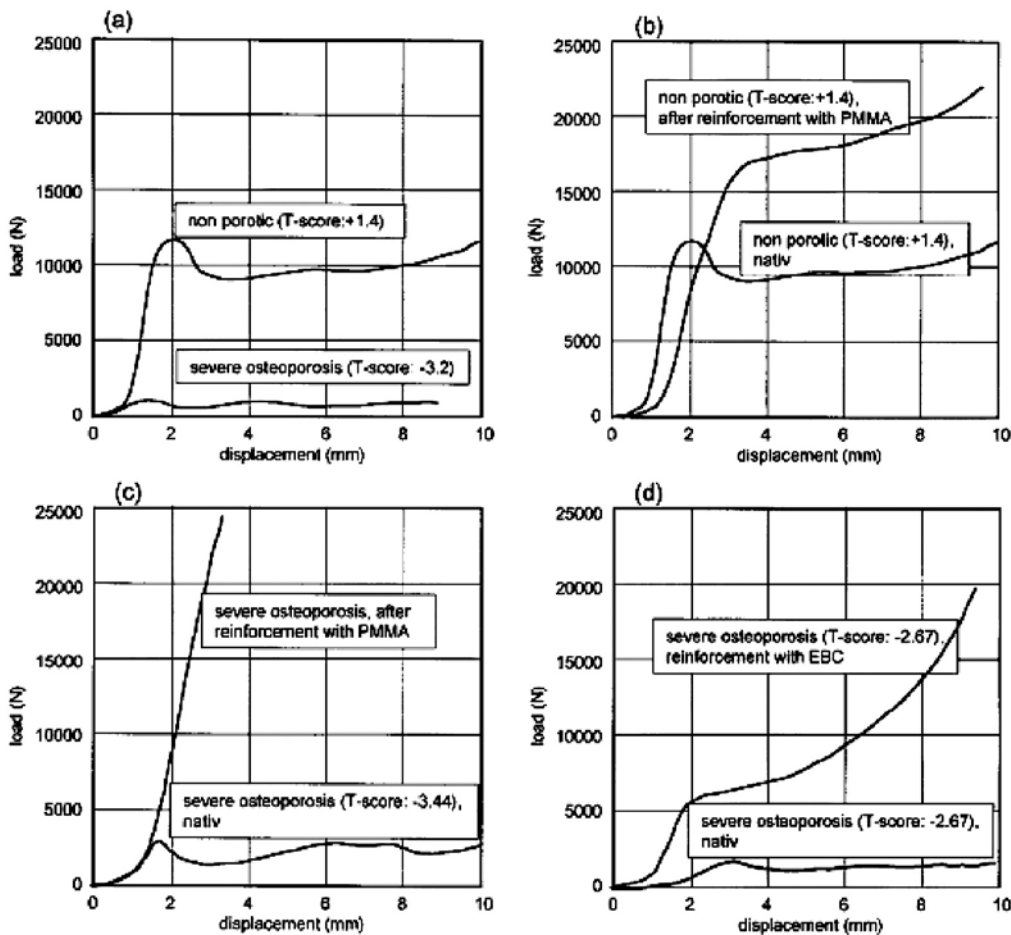 (a)
25000
20000
15000
10000
5000
0
load (N)
non porotic (T-score:+1.4)
severe osteoporosis (T-score: -3.2)
0 2 4 6 8 10
displacement (mm)
(b)
25000
20000
15000
10000
5000
0
load (N)
non porotic (T-score:+1.4),
after reinforcement with PMMA
non porotic (T-score:+1.4),
nativ
0 2 4 6 8 10
displacement (mm)
(c)
25000
20000
15000
10000
5000
0
load (N)
severe osteoporosis, after
reinforcement with PMMA
severe osteoporosis (T-score: -3.44),
nativ
0 2 4 6 8 10
displacement (mm)
(d)
25000
20000
15000
10000
5000
0
load (N)
severe osteoporosis (T-score: -2.67),
reinforcement with EBC
severe osteoporosis (T-score: -2.67),
nativ
0 2 4 6 8 10
displacement (mm)